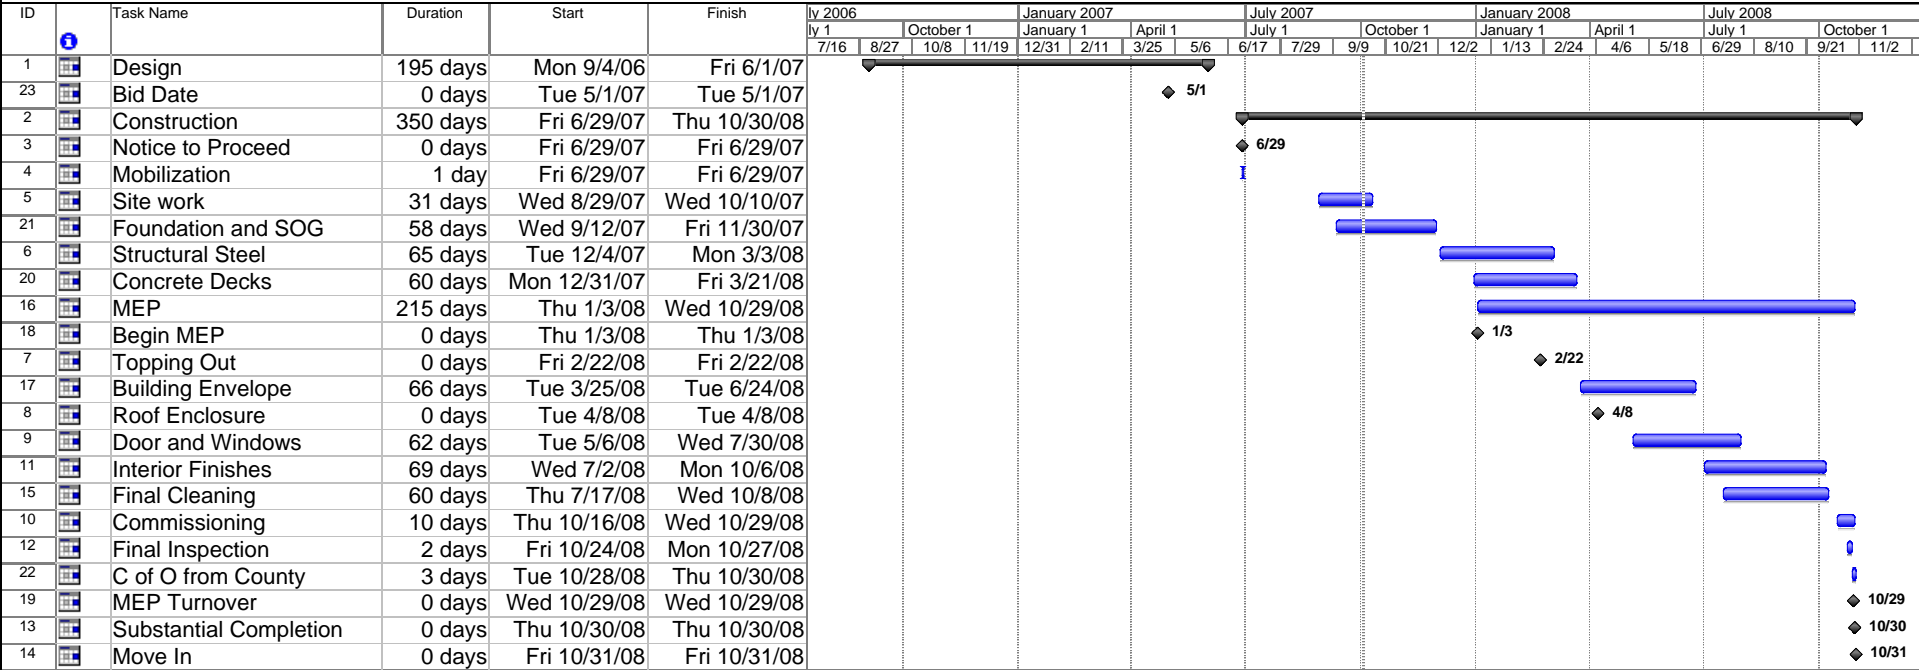 ID Task Name Duration Start Finish ly 2006 January 2007 July 2007 January 2008 July 2008
ly 1 October 1 January 1 April 1 July 1 October 1 January 1 April 1 July 1 October 1
7/16 8/27 10/8 11/19 12/31 2/11 3/25 5/6 6/17 7/29 9/9 10/21 12/2 1/13 2/24 4/6 5/18 6/29 8/10 9/21 11/2
1 Design 195 days Mon 9/4/06 Fri 6/1/07
23 Bid Date 0 days Tue 5/1/07 Tue 5/1/07 5/1
2 Construction 350 days Fri 6/29/07 Thu 10/30/08
3 Notice to Proceed 0 days Fri 6/29/07 Fri 6/29/07 6/29
4 Mobilization 1 day Fri 6/29/07 Fri 6/29/07
5 Site work 31 days Wed 8/29/07 Wed 10/10/07
21 Foundation and SOG 58 days Wed 9/12/07 Fri 11/30/07
6 Structural Steel 65 days Tue 12/4/07 Mon 3/3/08
20 Concrete Decks 60 days Mon 12/31/07 Fri 3/21/08
16 MEP 215 days Thu 1/3/08 Wed 10/29/08
18 Begin MEP 0 days Thu 1/3/08 Thu 1/3/08 1/3
7 Topping Out 0 days Fri 2/22/08 Fri 2/22/08 2/22
17 Building Envelope 66 days Tue 3/25/08 Tue 6/24/08
8 Roof Enclosure 0 days Tue 4/8/08 Tue 4/8/08 4/8
9 Door and Windows 62 days Tue 5/6/08 Wed 7/30/08
11 Interior Finishes 69 days Wed 7/2/08 Mon 10/6/08
15 Final Cleaning 60 days Thu 7/17/08 Wed 10/8/08
10 Commissioning 10 days Thu 10/16/08 Wed 10/29/08
12 Final Inspection 2 days Fri 10/24/08 Mon 10/27/08
22 C of O from County 3 days Tue 10/28/08 Thu 10/30/08
19 MEP Turnover 0 days Wed 10/29/08 Wed 10/29/08 10/29
13 Substantial Completion 0 days Thu 10/30/08 Thu 10/30/08 10/30
14 Move In 0 days Fri 10/31/08 Fri 10/31/08 10/31